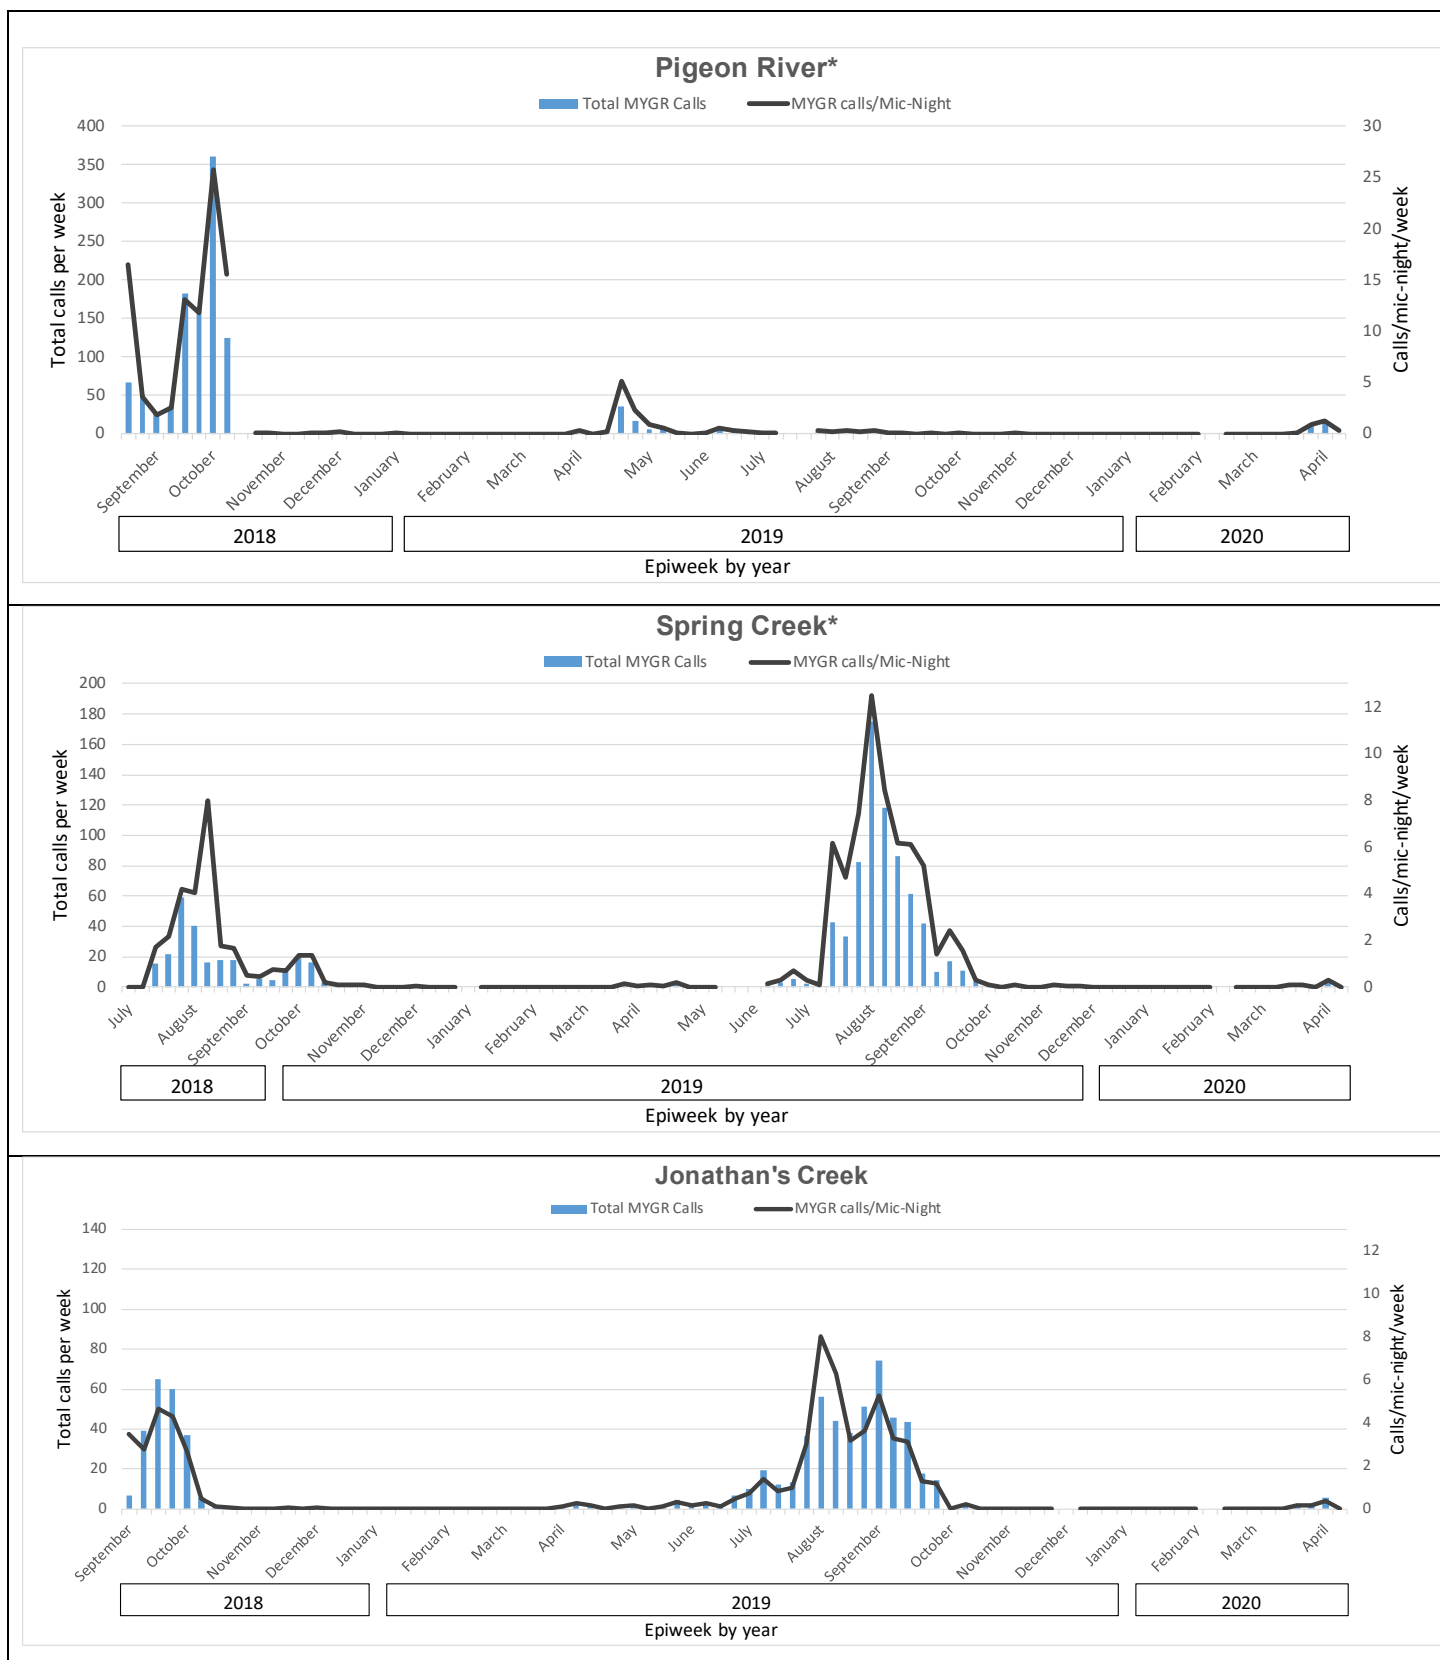 Pigeon River*
Total MYGR Calls MYGR calls/Mic-Night
400 30
350 25
300 20
250 15
200 10
150 5
100 0
50
0
Total calls per week
Calls/mic-night/week
September October November December January February March April May June July August September October November December January February March April
2018 2019 2020
Epiweek by year
Spring Creek*
Total MYGR Calls MYGR calls/Mic-Night
200
180 12
160 10
140 8
120 6
100 4
80 2
60 0
40
20
0
Total calls per week
Calls/mic-night/week
July August September October November December January February March April May June July August September October November December January February March April
2018 2019 2020
Epiweek by year
Jonathan's Creek
Total MYGR Calls MYGR calls/Mic-Night
140 12
120 10
100 8
80 6
60 4
40 2
20 0
0
Total calls per week
Calls/mic-night/week
September October November December January February March April May June July August September October November December January February March April
2018 2019 2020
Epiweek by year